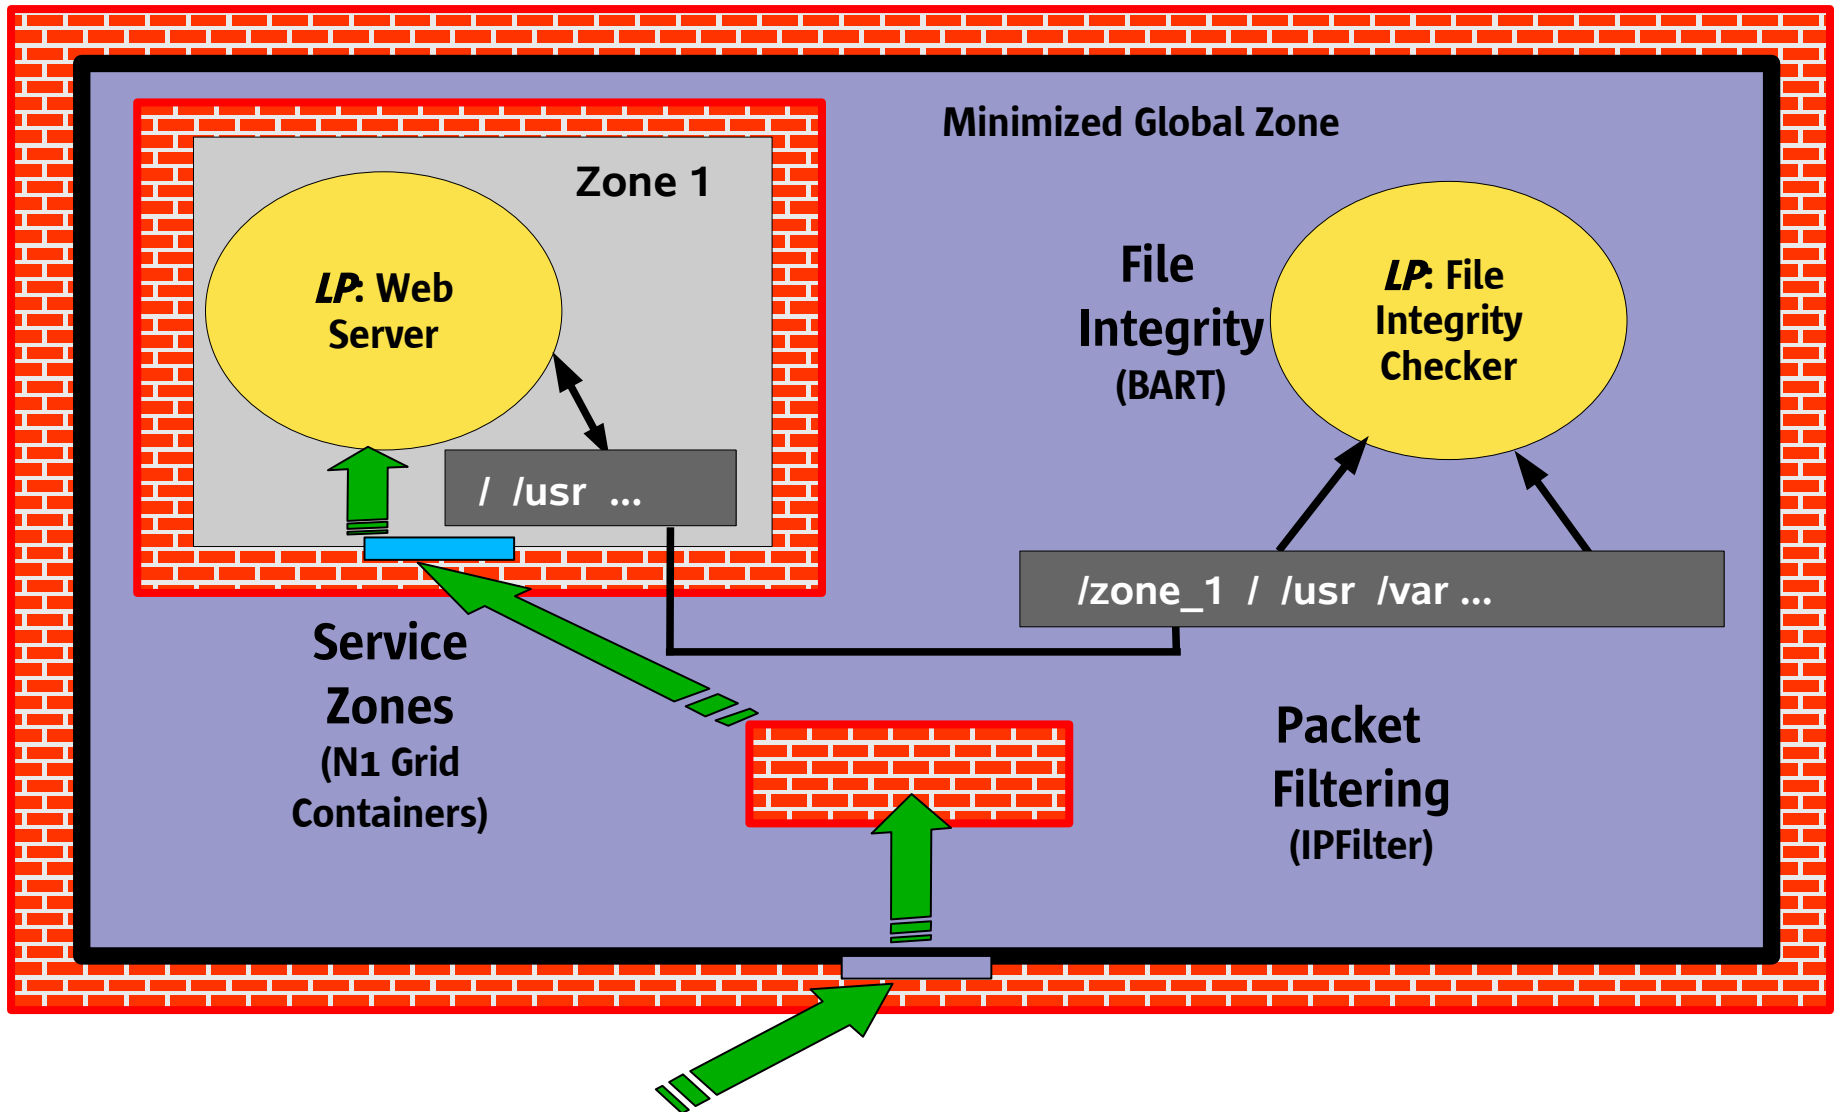 Minimized Global Zone
Zone 1
LP: Web
Server
/ /usr ...
File
Integrity
(BART)
LP: File
Integrity
Checker
/zone_1 / /usr /var ...
Service
Zones
(N1 Grid
Containers)
Packet
Filtering
(IPFilter)